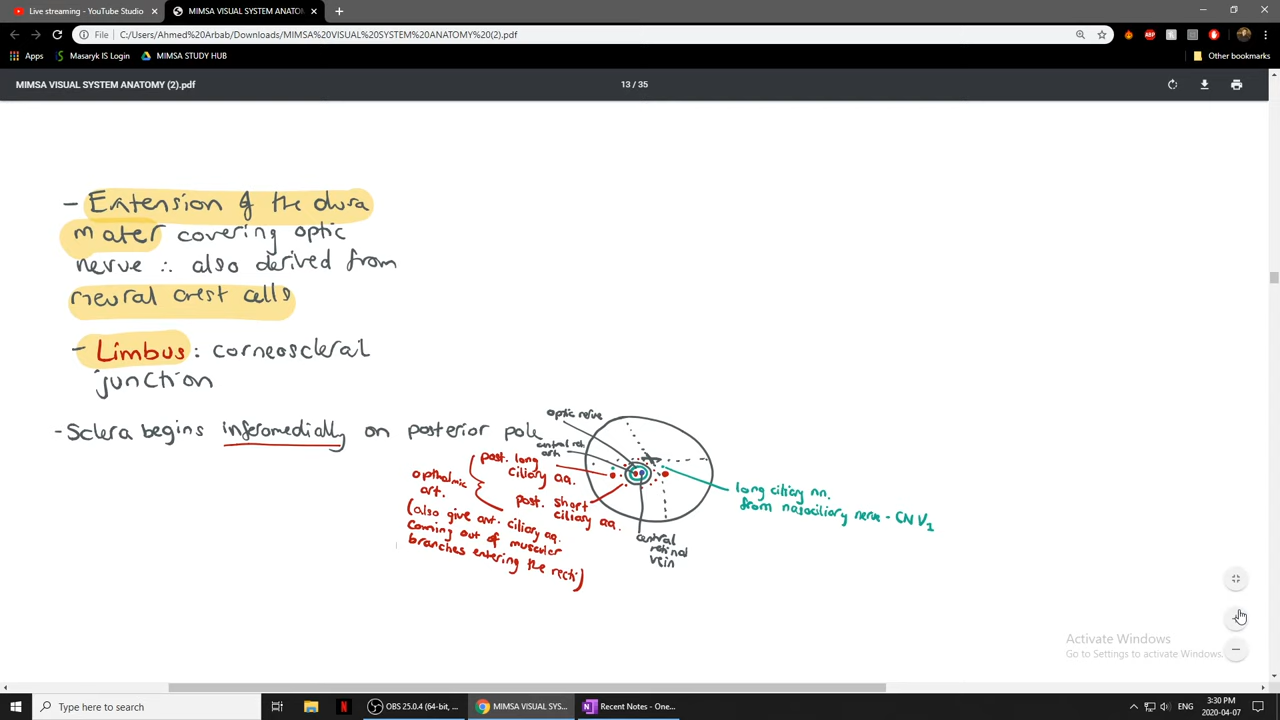 Live streaming - YouTube Studio
MIMSA VISUAL SYSTEM ANATOM
File
C:/Users/Ahmed%20Arbab/Downloads/MIMSA%20VISUAL%20SYSTEM%20ANATOMY%20(2).pdf
ABP
Apps
Masaryk IS Login
MIMSA STUDY HUB
Other bookmarks
MIMSA VISUAL SYSTEM ANATOMY (2).pdf
13 / 35
- Extension of the dura
mater covering optic
nerve ∴ also derived from
neural crest cells
- Limbus : corneoscleral
junction
- Sclera begins inferomedially on posterior pole
optic nerve
central ret.
art.
post. long
ciliary aa.
opthalmic
art.
post. short
ciliary aa.
(also give ant. ciliary aa.
coming out of muscular
branches entering the recti)
central
retinal
vein
long ciliary nn.
from nasociliary nerve - CN V1
Activate Windows
Go to Settings to activate Windows.
Type here to search
OBS 25.0.4 (64-bit, ...
MIMSA VISUAL SYS...
Recent Notes - One...
ENG
3:30 PM
2020-04-07